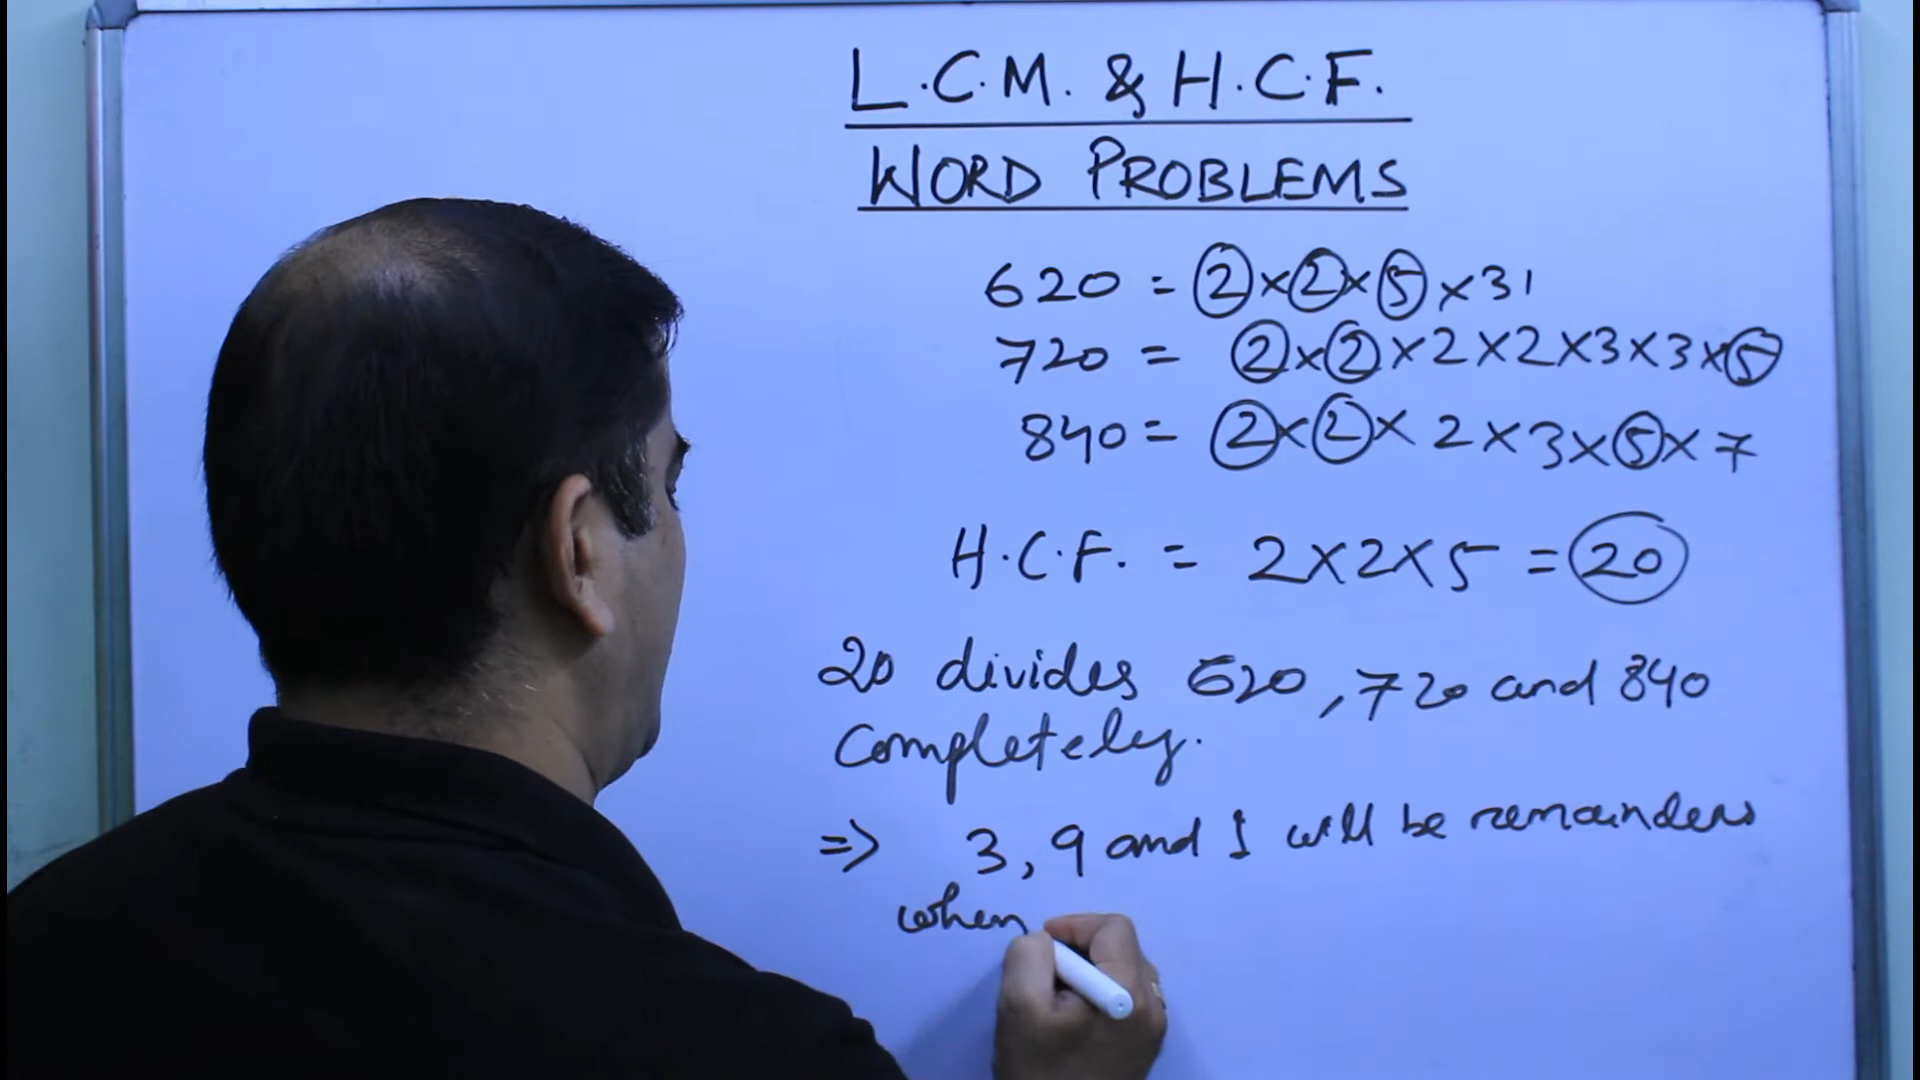 L.C.M. & H.C.F.
WORD PROBLEMS
620 = 2×2×5×31
720 = 2×2×2×2×3×3×5
840 = 2×2×2×3×5×7
H.C.F. = 2×2×5 = 20
20 divides 620, 720 and 840
completely.
=> 3, 9 and 1 will be remainders
when